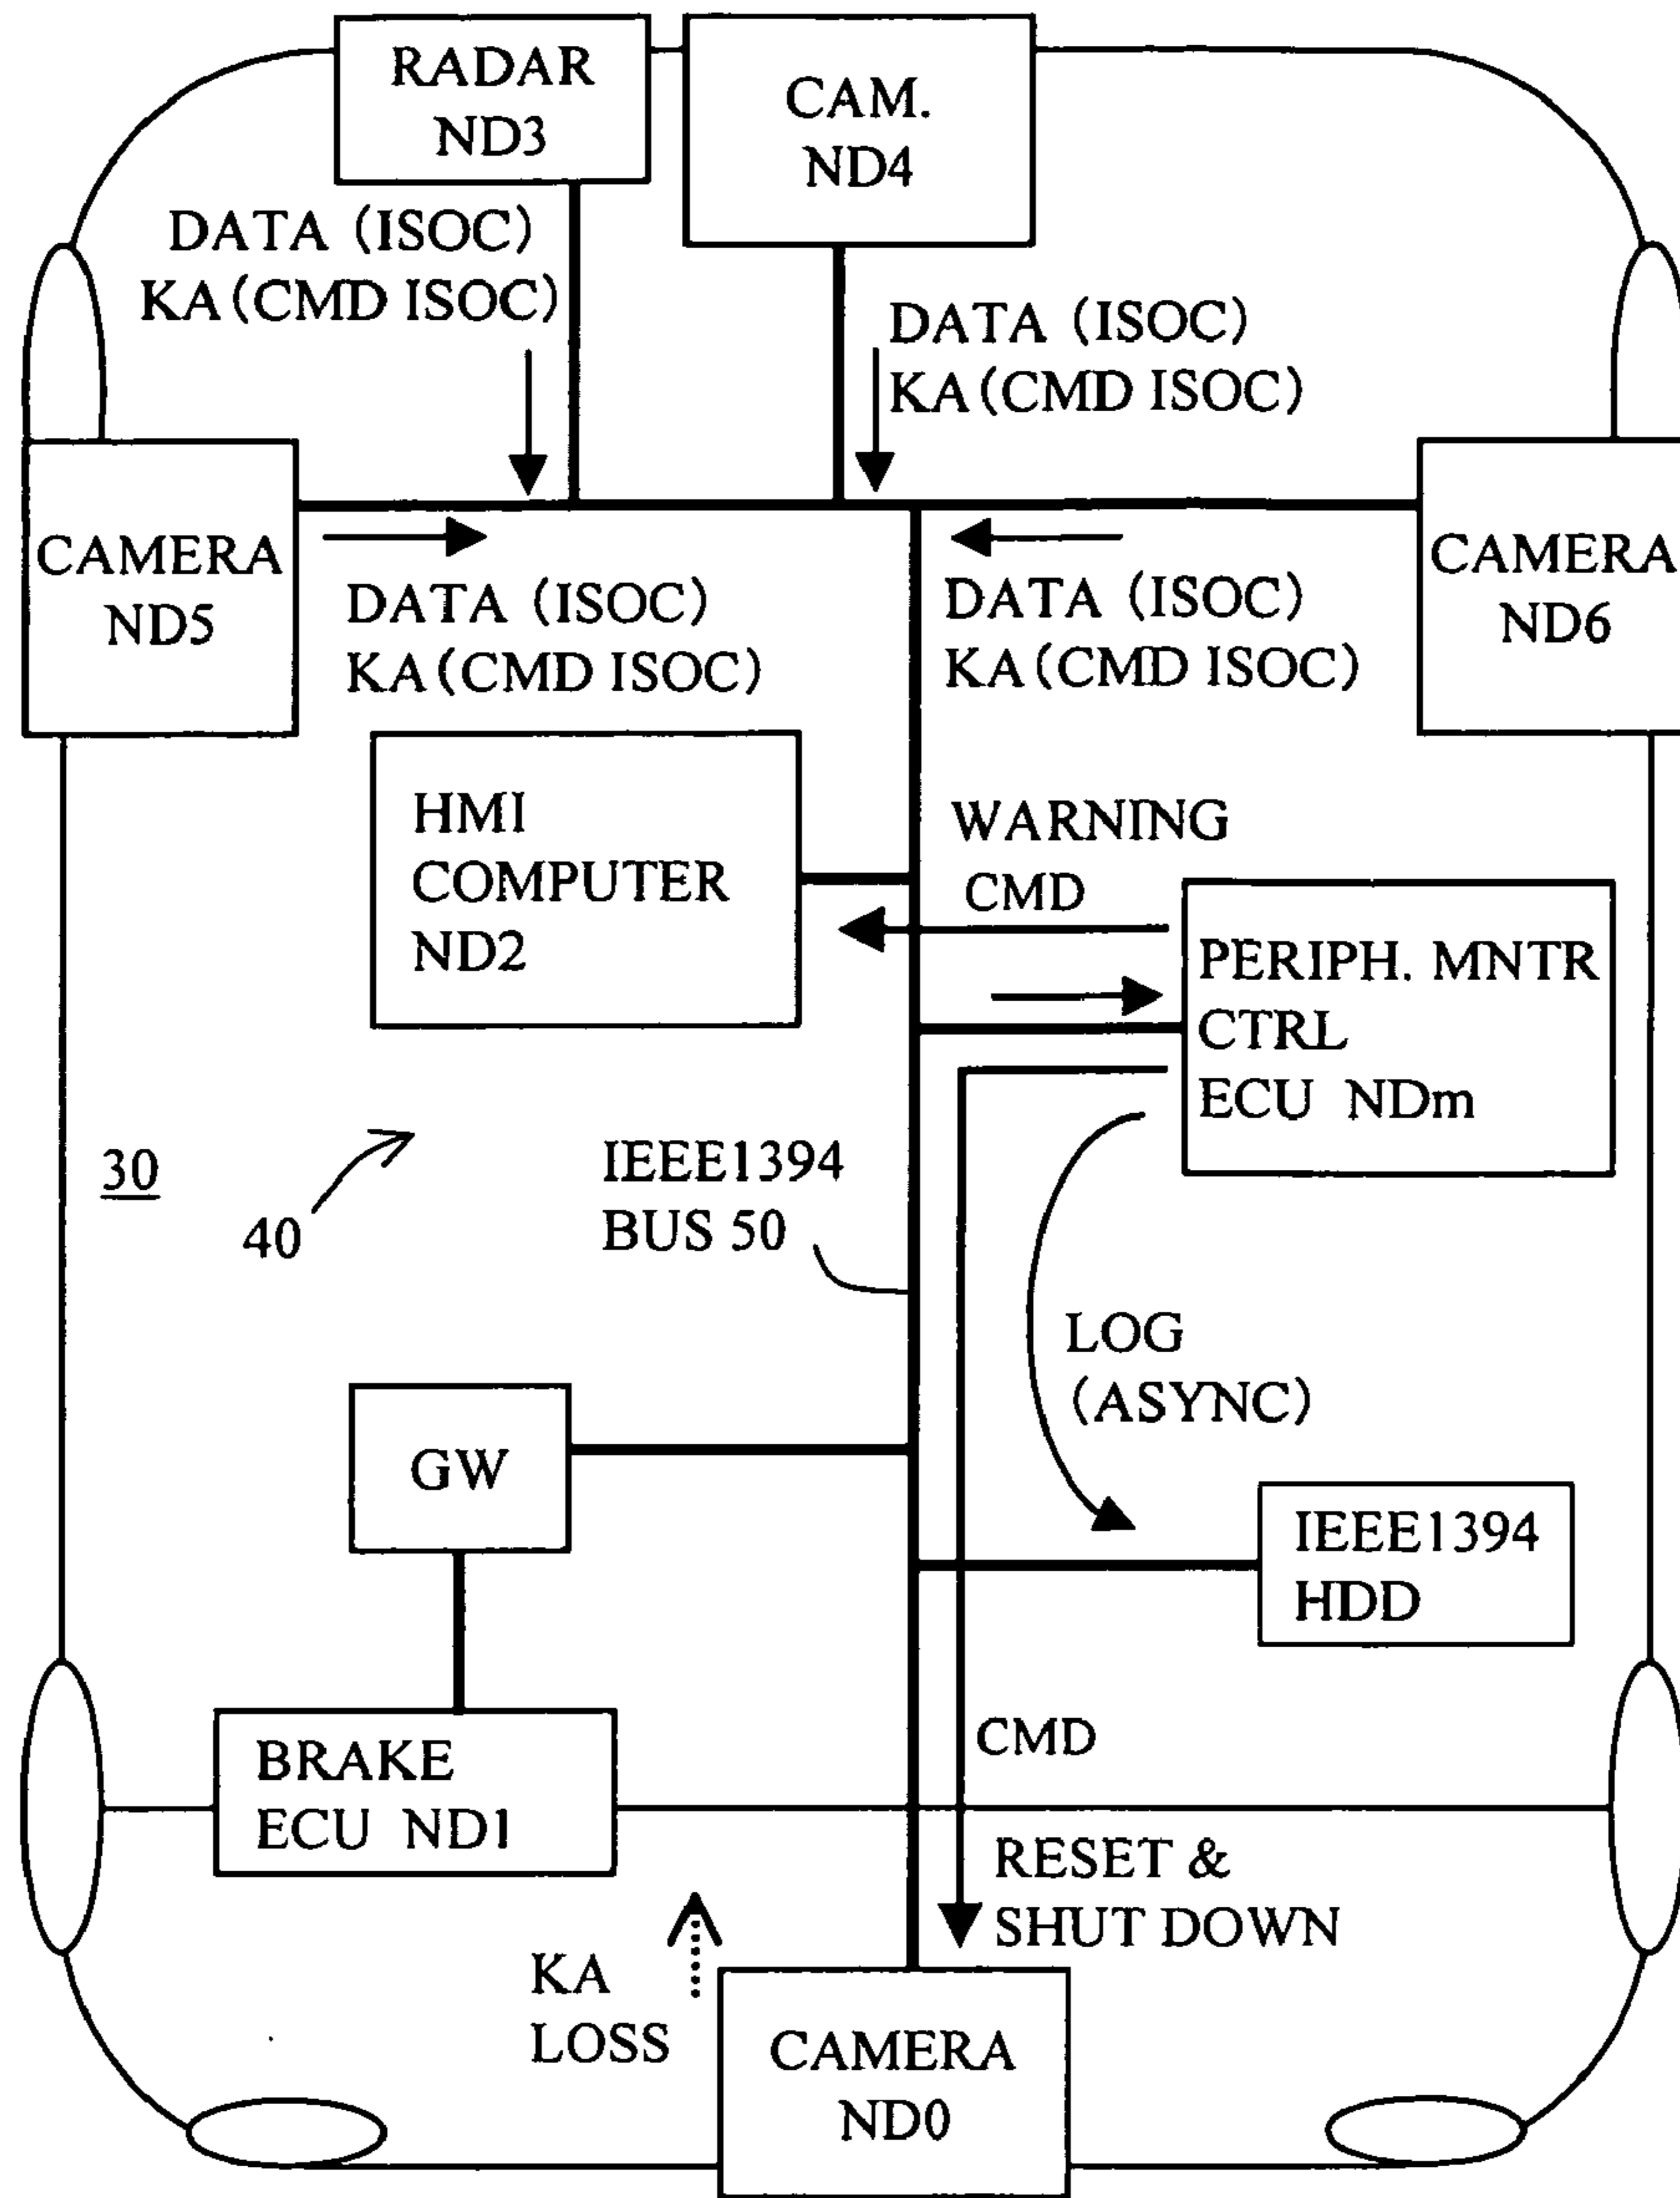 RADAR
ND3
CAM.
ND4
DATA (ISOC)
KA (CMD ISOC)
DATA (ISOC)
KA (CMD ISOC)
CAMERA
ND5
DATA (ISOC)
KA (CMD ISOC)
DATA (ISOC)
KA (CMD ISOC)
CAMERA
ND6
HMI
COMPUTER
ND2
WARNING
CMD
PERIPH. MNTR
CTRL
ECU NDm
30
40
IEEE1394
BUS 50
LOG
(ASYNC)
GW
IEEE1394
HDD
BRAKE
ECU ND1
CMD
RESET &
SHUT DOWN
KA
LOSS
CAMERA
ND0